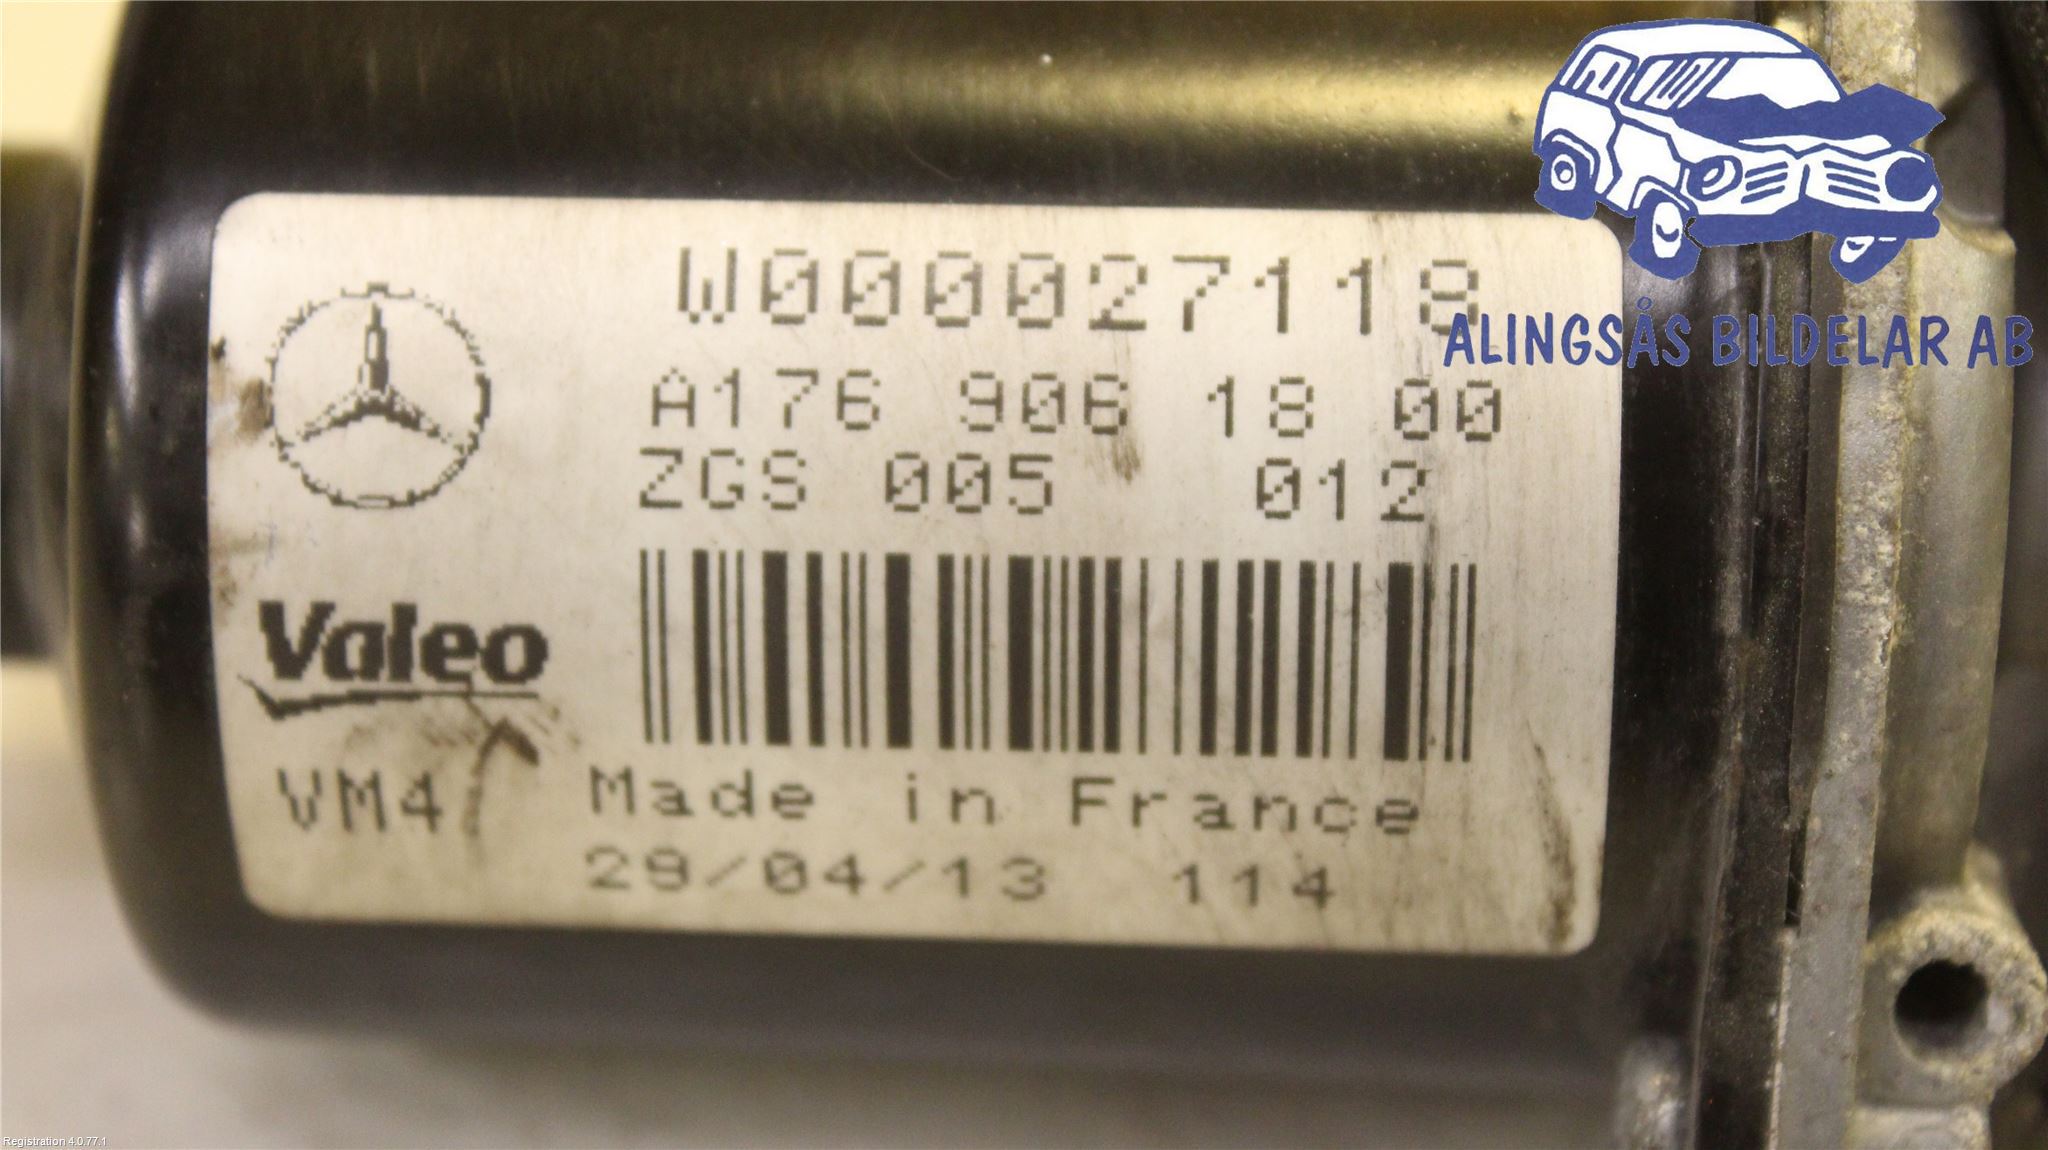 W000027118
A176 906 18 00
ZGS 005 012
Valeo
VM4
Made in France
29/04/13 114
ALINGSÅS BILDELAR AB
Registration 4.0.77.1